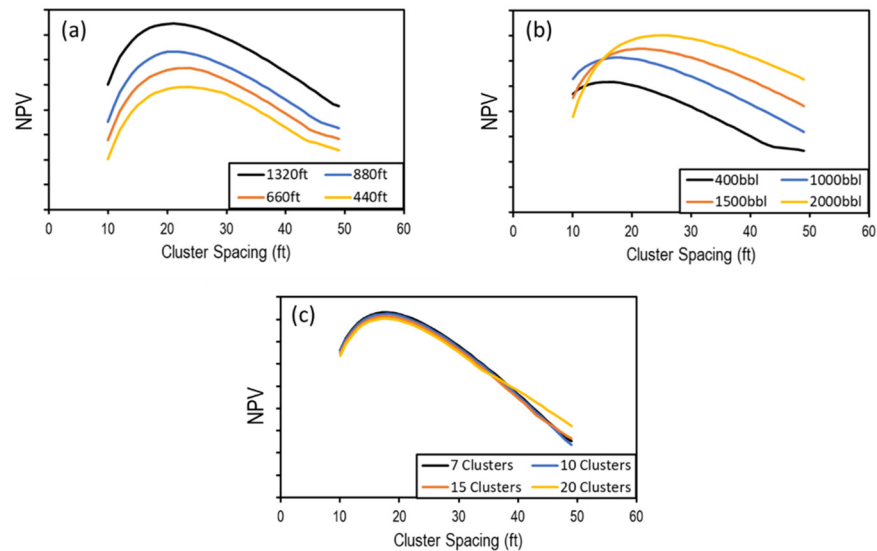 (a)
NPV
1320ft 880ft
660ft 440ft
0 10 20 30 40 50 60
Cluster Spacing (ft)
(b)
NPV
400bbl 1000bbl
1500bbl 2000bbl
0 10 20 30 40 50 60
Cluster Spacing (ft)
(c)
NPV
7 Clusters 10 Clusters
15 Clusters 20 Clusters
0 10 20 30 40 50 60
Cluster Spacing (ft)